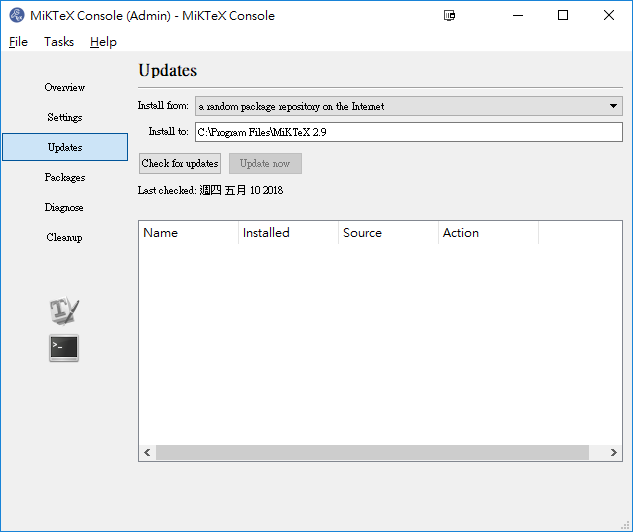 MiKTeX Console (Admin) - MiKTeX Console
File Tasks Help
Overview
Settings
Updates
Packages
Diagnose
Cleanup
Updates
Install from: a random package repository on the Internet
Install to: C:\Program Files\MiKTeX 2.9
Check for updates Update now
Last checked: 週四 五月 10 2018
Name Installed Source Action